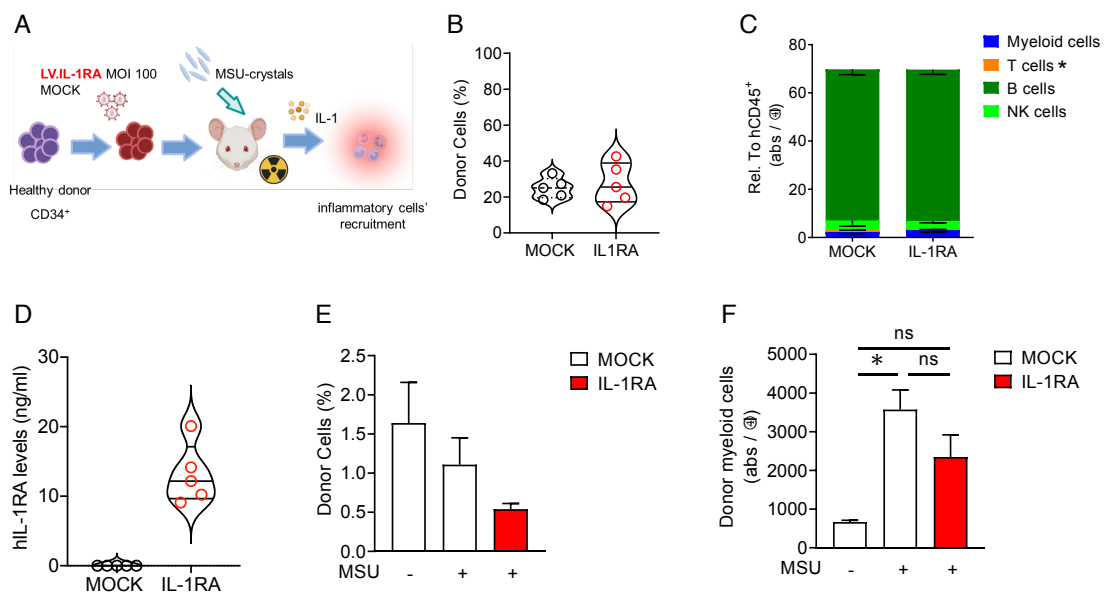 A
LV.IL-1RA MOI 100
MOCK
MSU-crystals
IL-1
Healthy donor
CD34⁺
inflammatory cells'
recruitment
B
Donor Cells (%)
100
80
60
40
20
0
MOCK
IL1RA
C
Rel. To hCD45⁺
(abs /
80
60
40
20
0
MOCK
IL-1RA
Myeloid cells
T cells *
B cells
NK cells
D
hIL-1RA levels (ng/ml)
30
20
10
0
MOCK
IL-1RA
E
Donor Cells (%)
2.5
2.0
1.5
1.0
0.5
0.0
MSU - + +
MOCK
IL-1RA
F
Donor myeloid cells
(abs /
5000
4000
3000
2000
1000
0
ns
* ns
MSU - + +
MOCK
IL-1RA